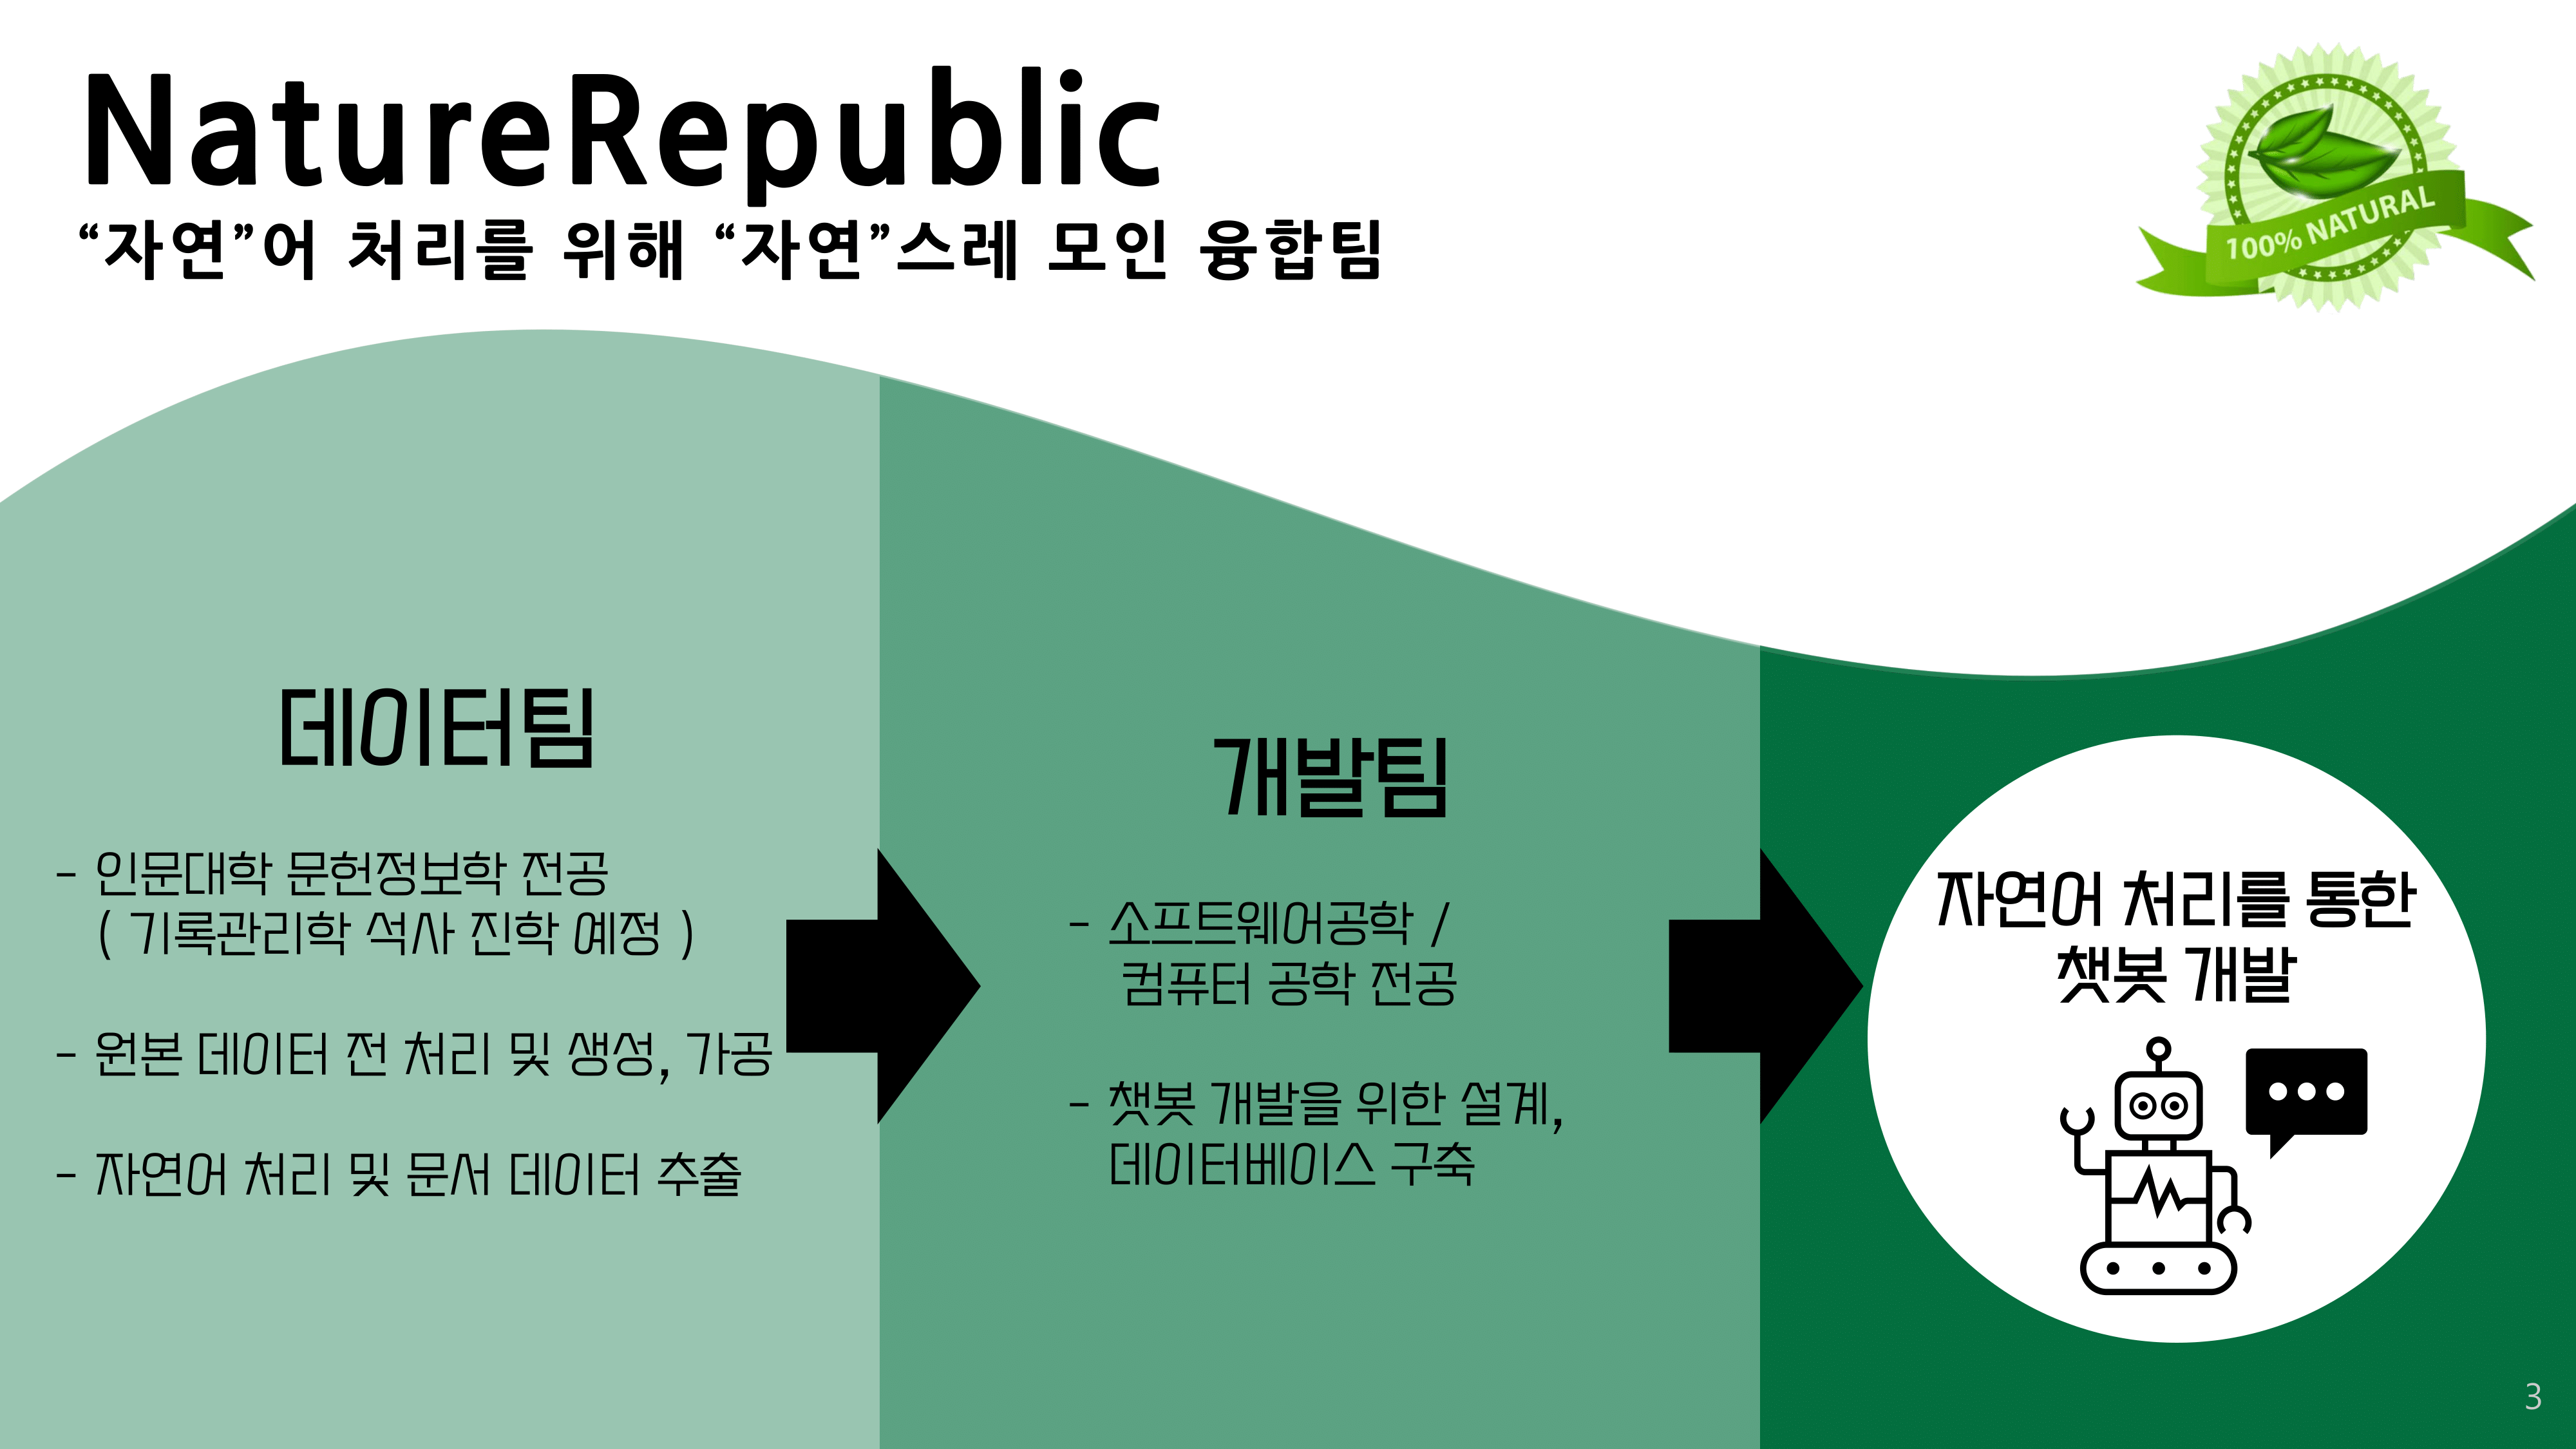 NatureRepublic
“자연”어 처리를 위해 “자연”스레 모인 융합팀
100% NATURAL
데이터팀
- 인문대학 문헌정보학 전공
( 기록관리학 석사 진학 예정 )
- 원본 데이터 전 처리 및 생성, 가공
- 자연어 처리 및 문서 데이터 추출
개발팀
- 소프트웨어공학 /
컴퓨터 공학 전공
- 챗봇 개발을 위한 설계,
데이터베이스 구축
자연어 처리를 통한
챗봇 개발
3